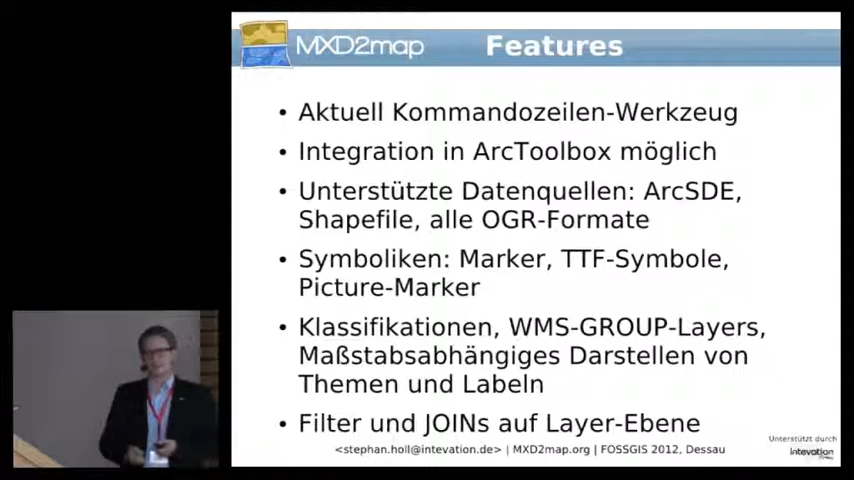 MXD2map Features
• Aktuell Kommandozeilen-Werkzeug
• Integration in ArcToolbox möglich
• Unterstützte Datenquellen: ArcSDE,
Shapefile, alle OGR-Formate
• Symboliken: Marker, TTF-Symbole,
Picture-Marker
• Klassifikationen, WMS-GROUP-Layers,
Maßstabsabhängiges Darstellen von
Themen und Labeln
• Filter und JOINs auf Layer-Ebene
Unterstützt durch
Intevation
<stephan.holl@intevation.de> | MXD2map.org | FOSSGIS 2012, Dessau